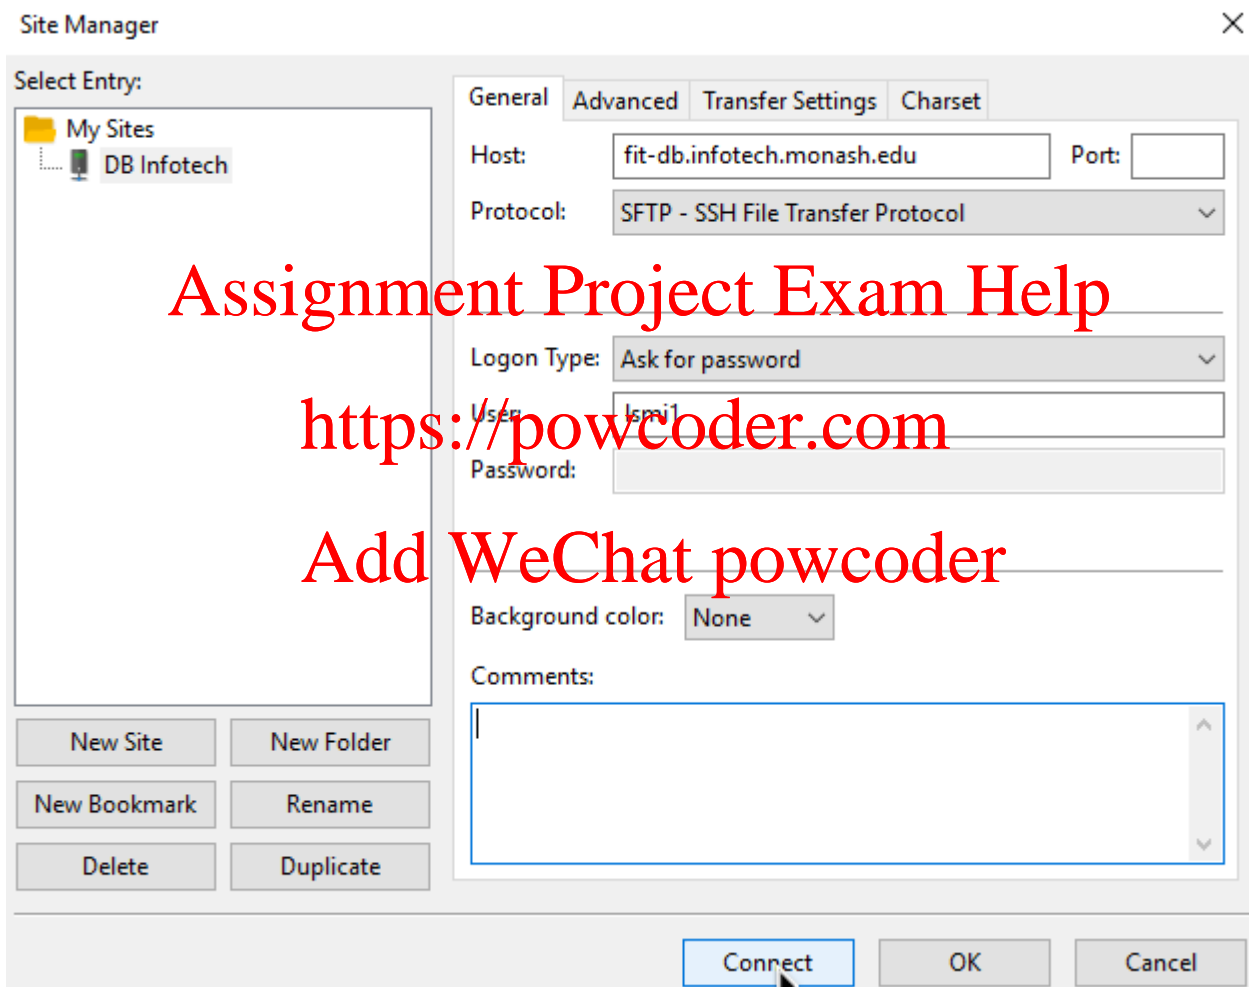 Site Manager
Select Entry:
My Sites
DB Infotech
New Site
New Folder
New Bookmark
Rename
Delete
Duplicate
General
Advanced
Transfer Settings
Charset
Host:
fit-db.infotech.monash.edu
Port:
Protocol:
SFTP - SSH File Transfer Protocol
Assignment Project Exam Help
Logon Type:
Ask for password
User:
https://powcoder.com
Password:
Add WeChat powcoder
Background color:
None
Comments:
Connect
OK
Cancel